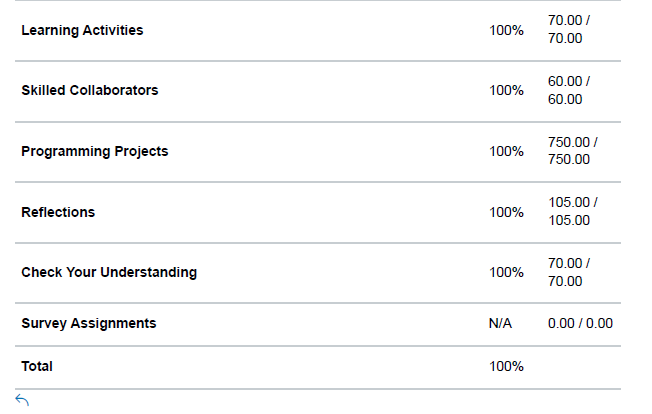 Learning Activities 100% 70.00 /
70.00
Skilled Collaborators 100% 60.00 /
60.00
Programming Projects 100% 750.00 /
750.00
Reflections 100% 105.00 /
105.00
Check Your Understanding 100% 70.00 /
70.00
Survey Assignments N/A 0.00 / 0.00
Total 100%